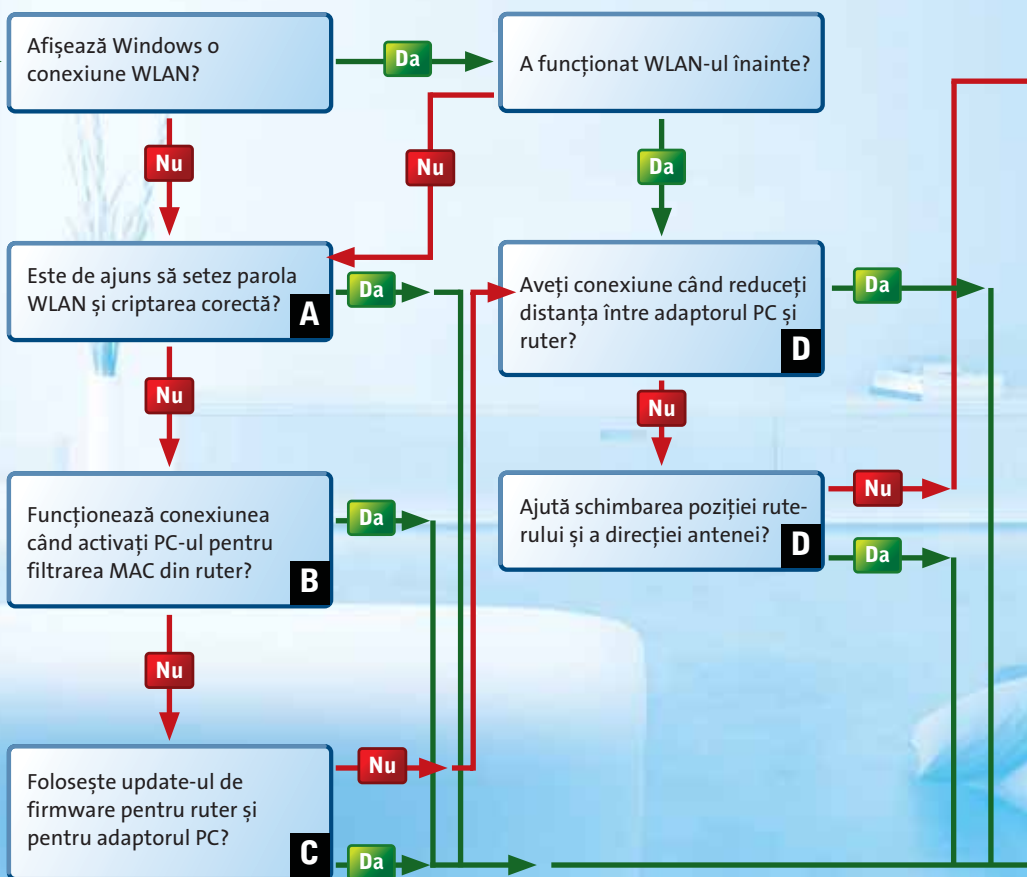 Afișează Windows o
conexiune WLAN?
Da
A funcționat WLAN-ul înainte?
Nu
Nu
Da
Este de ajuns să setez parola
WLAN și criptarea corectă?
A
Da
Aveți conexiune când reduceți
distanța între adaptorul PC și
ruter?
D
Da
Nu
Nu
Funcționează conexiunea
când activați PC-ul pentru
filtrarea MAC din ruter?
B
Da
Ajută schimbarea poziției rute-
rului și a direcției antenei?
D
Nu
Da
Nu
Folosește update-ul de
firmware pentru ruter și
pentru adaptorul PC?
C
Nu
Da